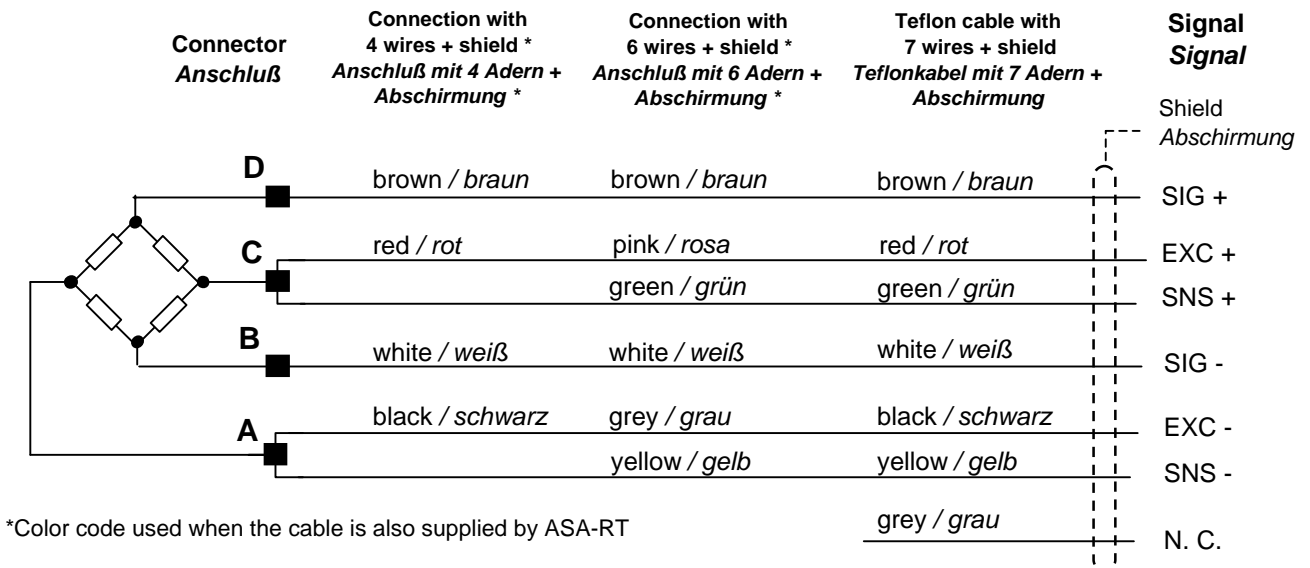 Connector
Anschluß
Connection with
4 wires + shield *
Anschluß mit 4 Adern +
Abschirmung *
Connection with
6 wires + shield *
Anschluß mit 6 Adern +
Abschirmung *
Teflon cable with
7 wires + shield
Teflonkabel mit 7 Adern +
Abschirmung
Signal
Signal
Shield
Abschirmung
D
brown / braun
brown / braun
brown / braun
SIG +
C
red / rot
pink / rosa
red / rot
EXC +
green / grün
green / grün
SNS +
B
white / weiß
white / weiß
white / weiß
SIG -
A
black / schwarz
grey / grau
black / schwarz
EXC -
yellow / gelb
yellow / gelb
SNS -
*Color code used when the cable is also supplied by ASA-RT
grey / grau
N. C.